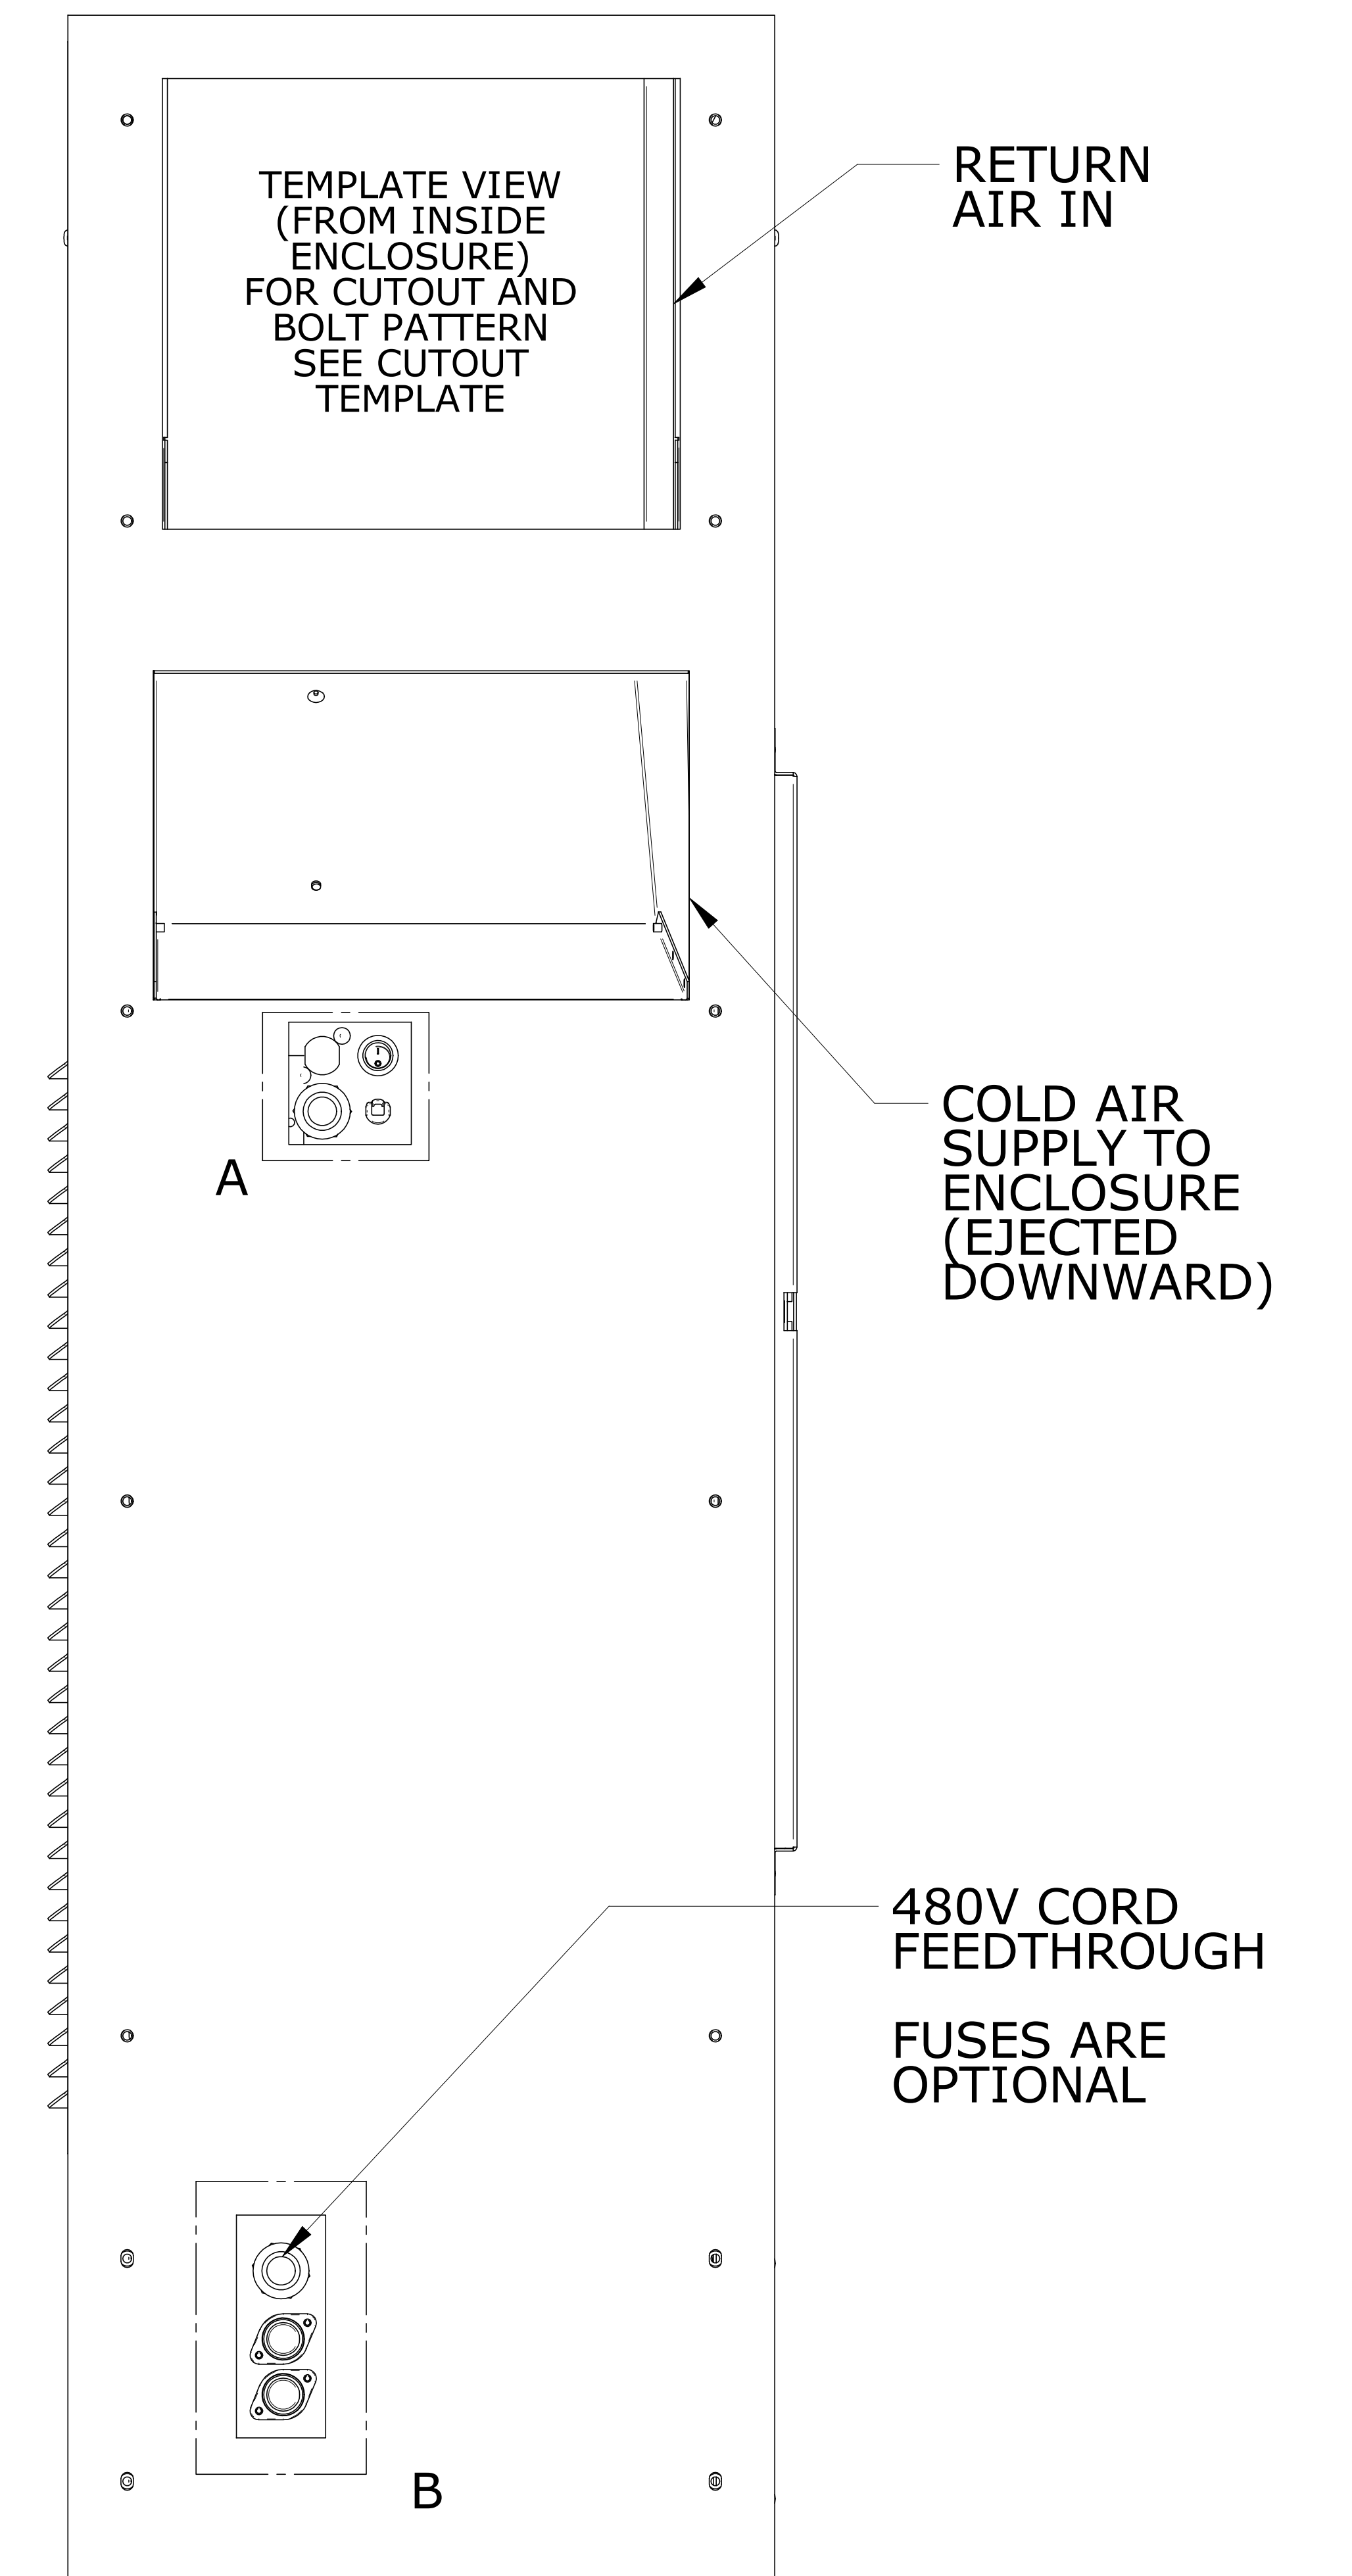 TEMPLATE VIEW
(FROM INSIDE
ENCLOSURE)
FOR CUTOUT AND
BOLT PATTERN
SEE CUTOUT
TEMPLATE
RETURN
AIR IN
COLD AIR
SUPPLY TO
ENCLOSURE
(EJECTED
DOWNWARD)
A
480V CORD
FEEDTHROUGH
FUSES ARE
OPTIONAL
B